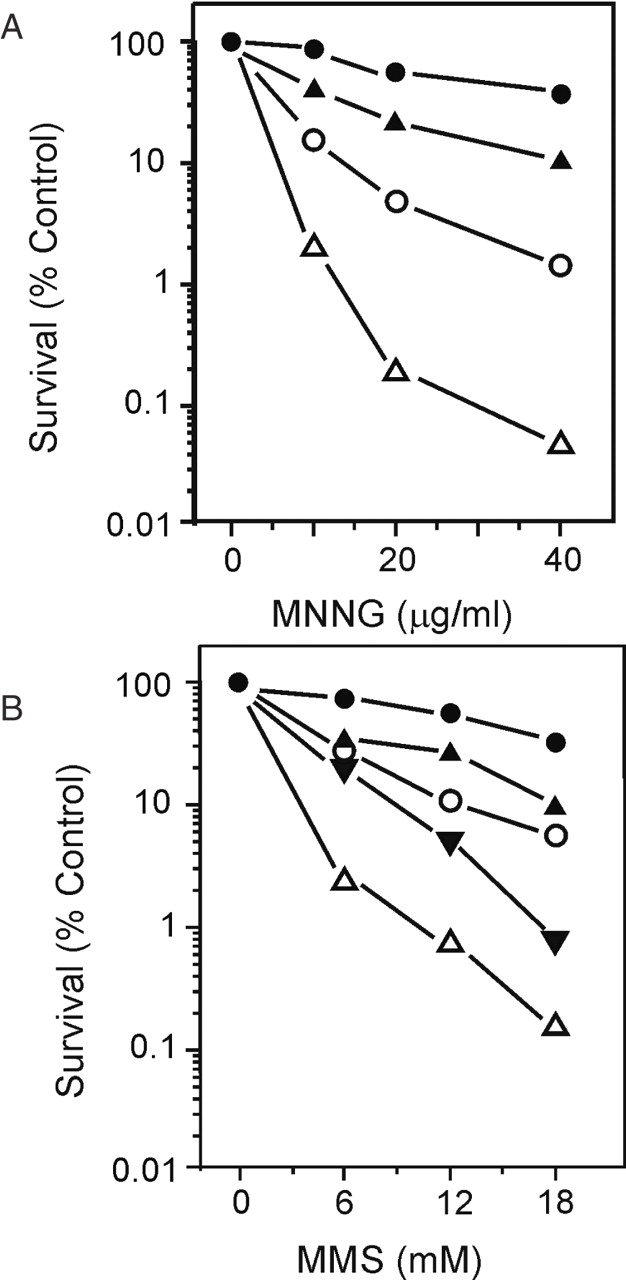 A
100
10
1
0.1
0.01
Survival (% Control)
0 20 40
MNNG (μg/ml)
B
100
10
1
0.1
0.01
Survival (% Control)
0 6 12 18
MMS (mM)